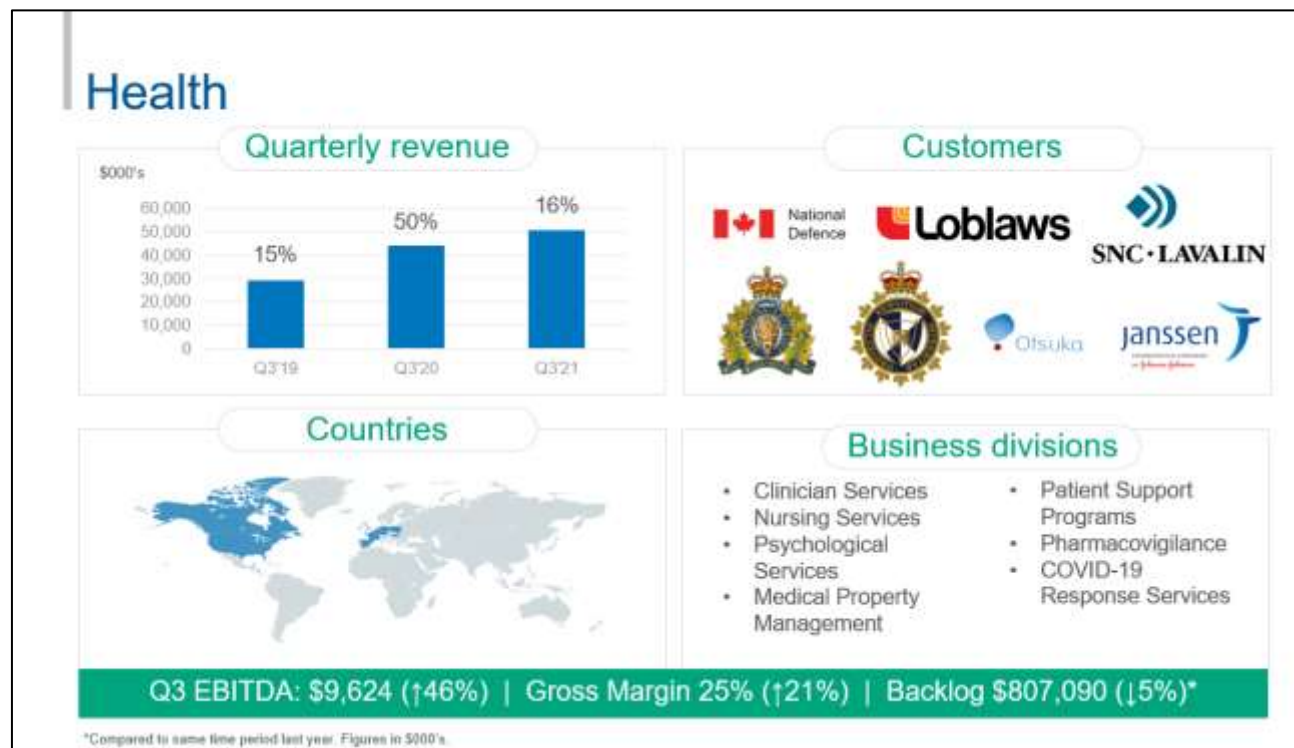 Health
Quarterly revenue
$000's
60,000
50,000
40,000
30,000
20,000
10,000
0
15%
50%
16%
Q3'19
Q3'20
Q3'21
Customers
National
Defence
Loblaws
SNC·LAVALIN
Otsuka
janssen
Countries
Business divisions
• Clinician Services
• Nursing Services
• Psychological
Services
• Medical Property
Management
• Patient Support
Programs
• Pharmacovigilance
• COVID-19
Response Services
Q3 EBITDA: $9,624 (↑46%) | Gross Margin 25% (↑21%) | Backlog $807,090 (↓5%)*
*Compared to same time period last year. Figures in $000's.